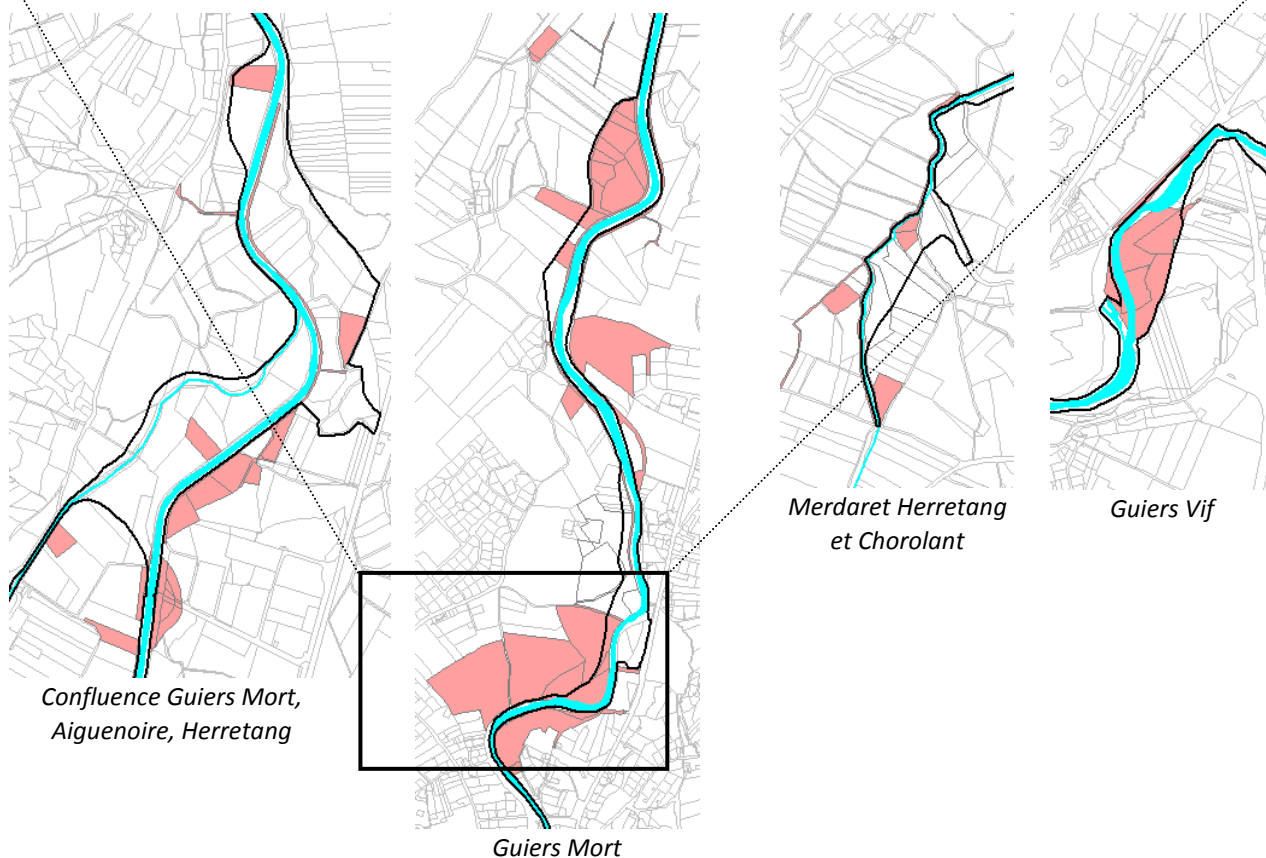 Confluence Guiers Mort,
Aiguenoire, Herretang
Guiers Mort
Merdaret Herretang
et Chorolant
Guiers Vif